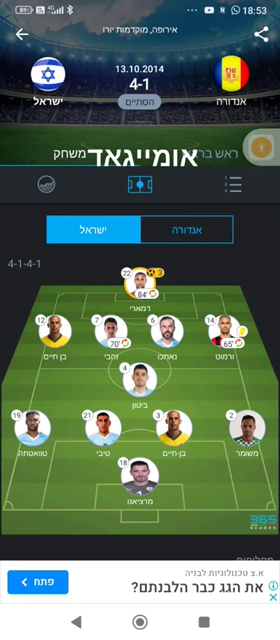 18:53
אירופה, מוקדמות יורו
13.10.2014
4-1
הסתיים
ישראל
אנדורה
ראש בר
משחק
אומייגאד
ישראל
אנדורה
4-1-4-1
22
3
84'
דמארי
12
בן חיים
7
70'
זהבי
6
נאתכו
14
65'
ורמוט
4
ביטון
19
טוואטחה
21
טיבי
3
בן-חיים
2
משומר
18
מרציאנו
365
SCORES
מחליפים
א.צ טכנולוגיות לבניה
את הגג כבר הלבנתם?
פתח